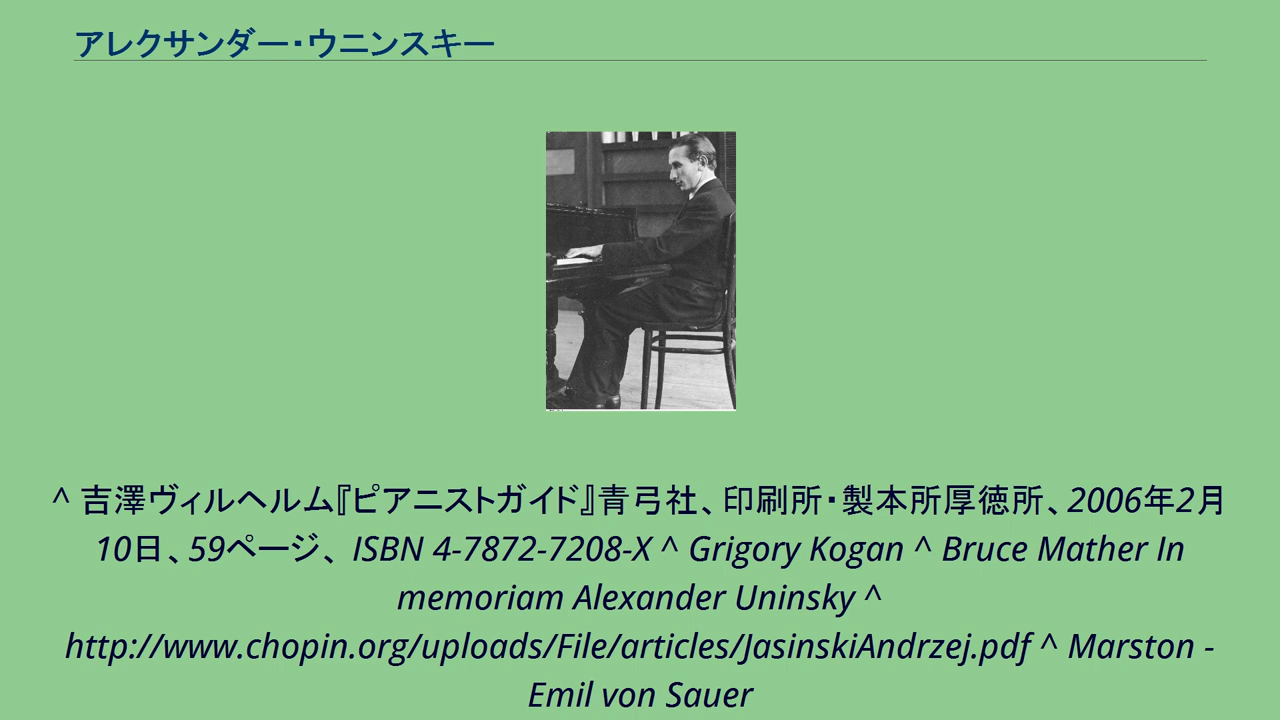 アレクサンダー・ウニンスキー
^ 吉澤ヴィルヘルム『ピアニストガイド』青弓社、印刷所・製本所厚徳所、2006年2月
10日、59ページ、ISBN 4-7872-7208-X ^ Grigory Kogan ^ Bruce Mather In
memoriam Alexander Uninsky ^
http://www.chopin.org/uploads/File/articles/JasinskiAndrzej.pdf ^ Marston -
Emil von Sauer